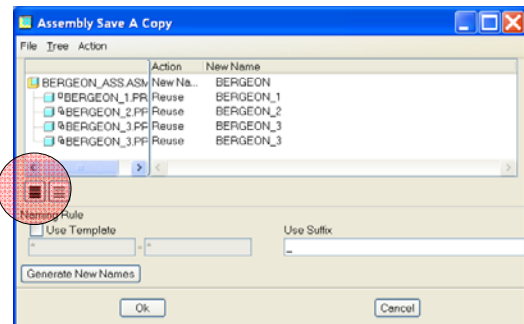 Assembly Save A Copy
File Tree Action
Action New Name
BERGEON_ASS.ASM New Na... BERGEON
BERGEON_1.PR Reuse BERGEON_1
BERGEON_2.PF Reuse BERGEON_2
BERGEON_3.PF Reuse BERGEON_3
BERGEON_3.PF Reuse BERGEON_3
Naming Rule
Use Template Use Suffix
* - * _
Generate New Names
Ok Cancel